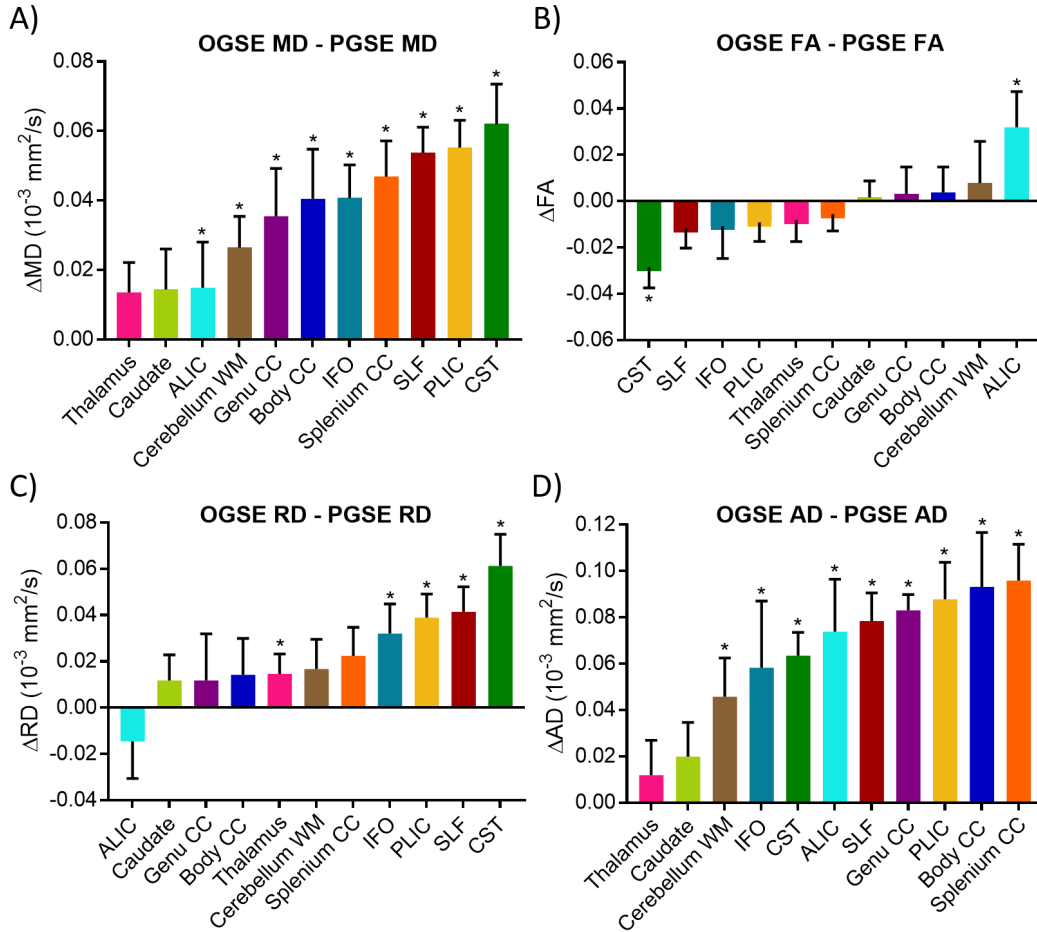 A)
OGSE MD - PGSE MD
ΔMD (10⁻³ mm²/s)
0.08
0.06
0.04
0.02
0.00
* * * * * * * * *
Thalamus
Caudate
ALIC
Cerebellum WM
Genu CC
Body CC
IFO
Splenium CC
SLF
PLIC
CST
B)
OGSE FA - PGSE FA
ΔFA
0.06
0.04
0.02
0.00
-0.02
-0.04
-0.06
*
*
CST
SLF
IFO
PLIC
Thalamus
Splenium CC
Caudate
Genu CC
Body CC
Cerebellum WM
ALIC
C)
OGSE RD - PGSE RD
ΔRD (10⁻³ mm²/s)
0.08
0.06
0.04
0.02
0.00
-0.02
-0.04
* * * * *
ALIC
Caudate
Genu CC
Body CC
Thalamus
Cerebellum WM
Splenium CC
IFO
PLIC
SLF
CST
D)
OGSE AD - PGSE AD
ΔAD (10⁻³ mm²/s)
0.12
0.10
0.08
0.06
0.04
0.02
0.00
* * * * * * * * *
Thalamus
Caudate
Cerebellum WM
IFO
CST
ALIC
SLF
Genu CC
PLIC
Body CC
Splenium CC